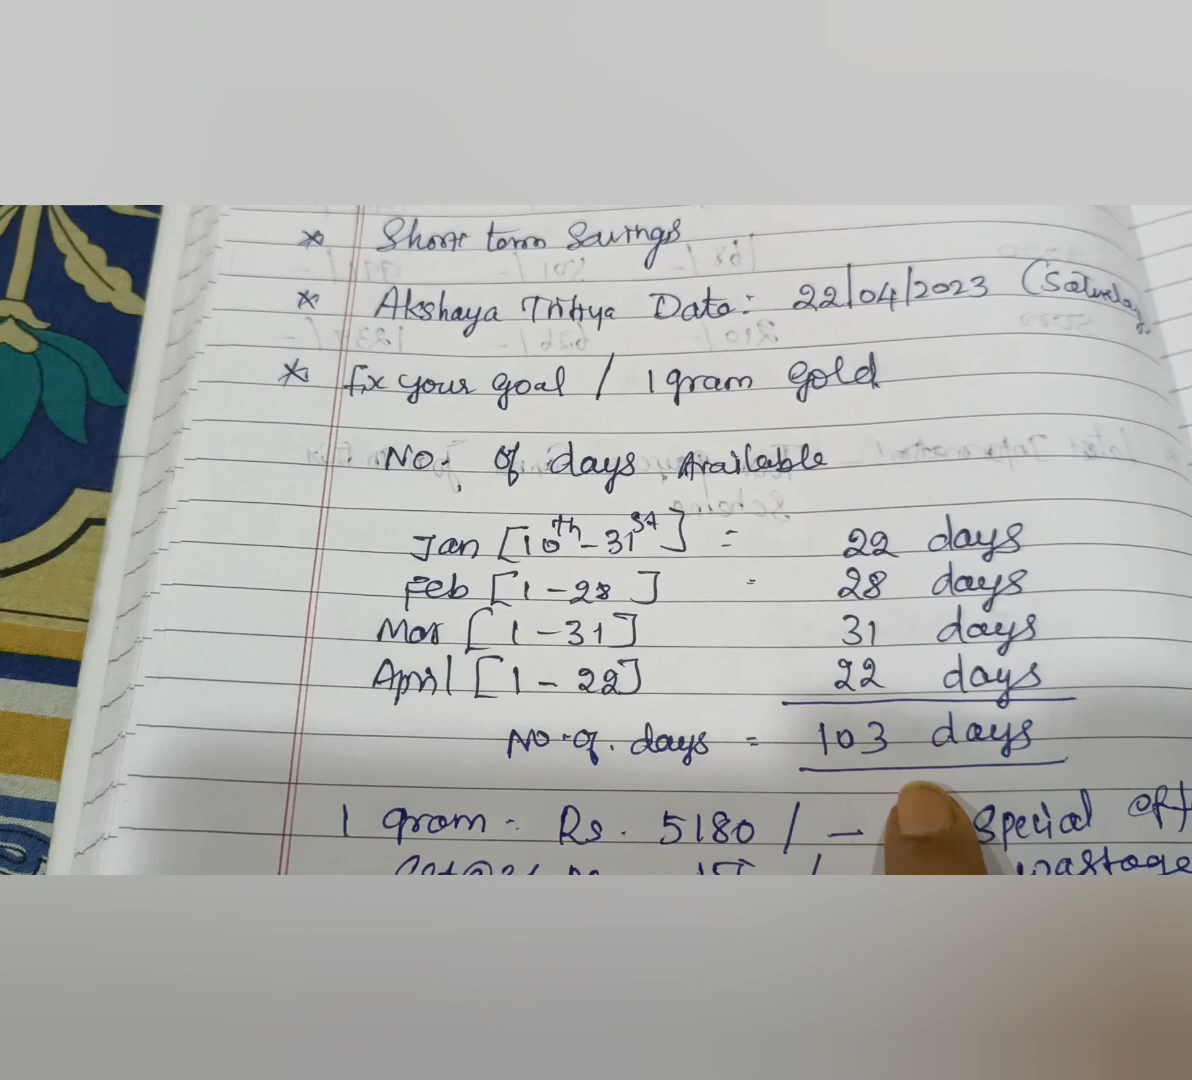 * Short term Savings
* Akshaya Tritiya Date: 22/04/2023 (Saturday
* fix your goal / 1 gram gold
No. of days Available
Jan [10th - 31st] = 22 days
Feb [1 - 28] = 28 days
Mar [1 - 31] 31 days
April [1 - 22] 22 days
No. of. days = 103 days
1 gram - Rs. 5180 / - Special off
wastage